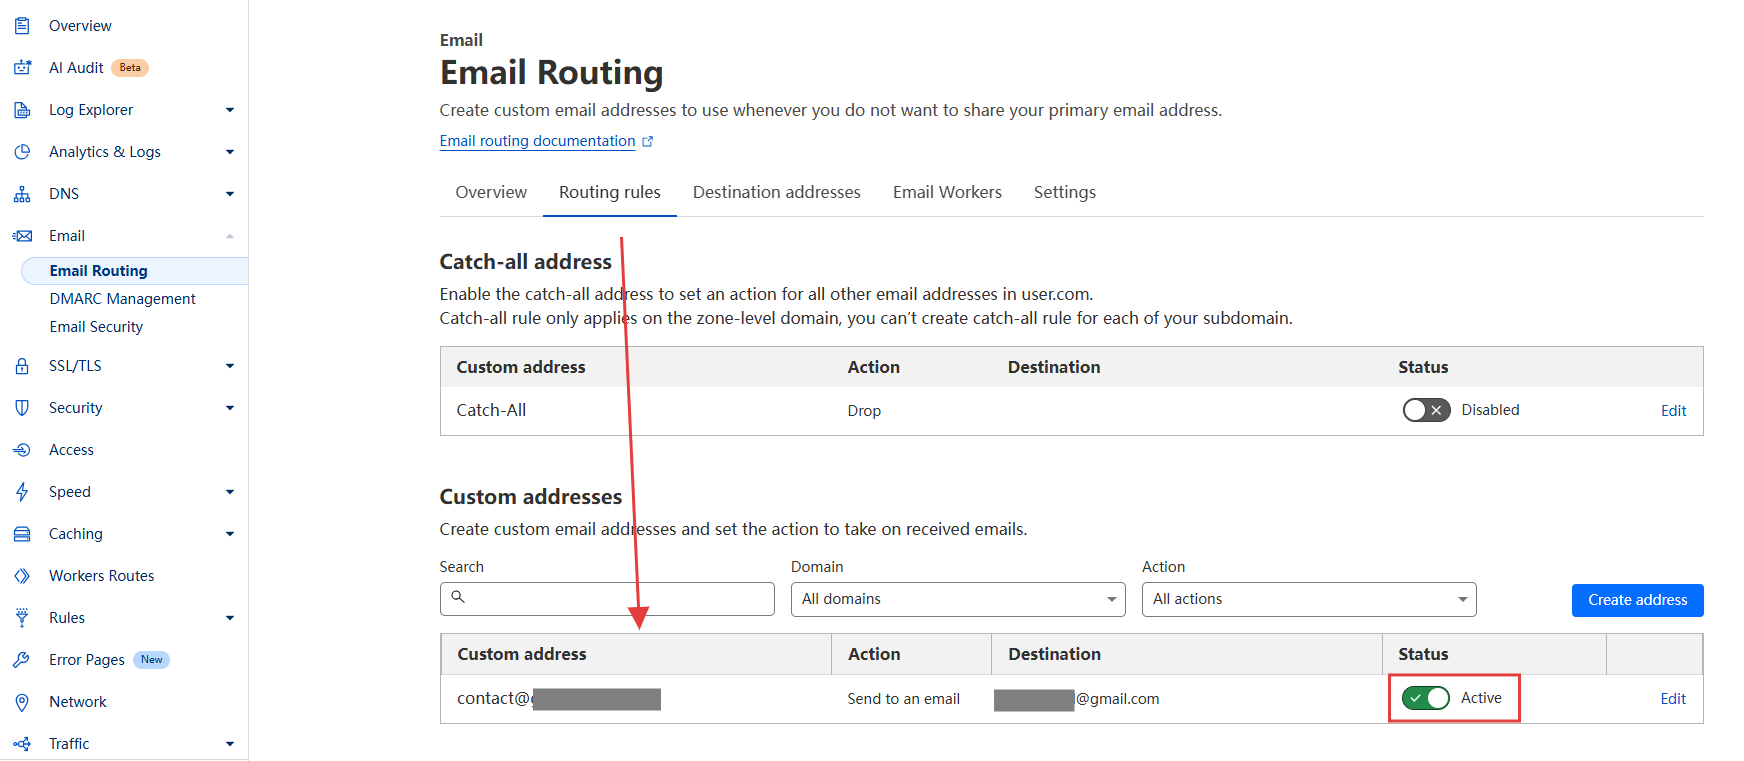 Overview
AI Audit Beta
Log Explorer
Analytics & Logs
DNS
Email
Email Routing
DMARC Management
Email Security
SSL/TLS
Security
Access
Speed
Caching
Workers Routes
Rules
Error Pages New
Network
Traffic
Email
Email Routing
Create custom email addresses to use whenever you do not want to share your primary email address.
Email routing documentation
Overview Routing rules Destination addresses Email Workers Settings
Catch-all address
Enable the catch-all address to set an action for all other email addresses in user.com.
Catch-all rule only applies on the zone-level domain, you can’t create catch-all rule for each of your subdomain.
Custom address Action Destination Status
Catch-All Drop Disabled Edit
Custom addresses
Create custom email addresses and set the action to take on received emails.
Search Domain Action
All domains All actions Create address
Custom address Action Destination Status
contact@ Send to an email @gmail.com Active Edit